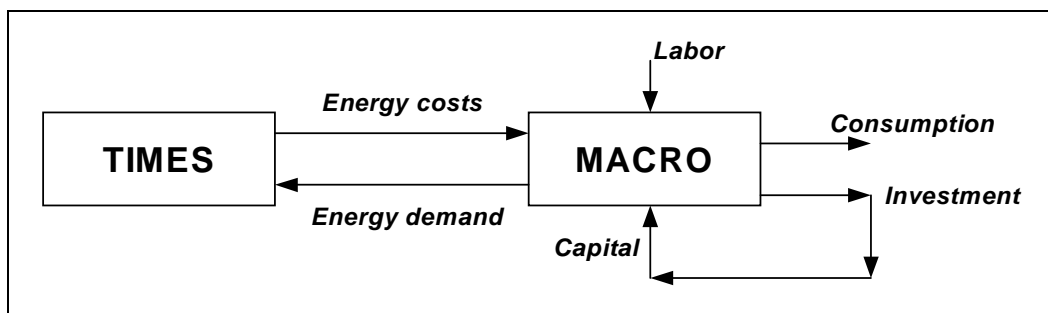 Labor
Energy costs
Consumption
TIMES
MACRO
Investment
Energy demand
Capital